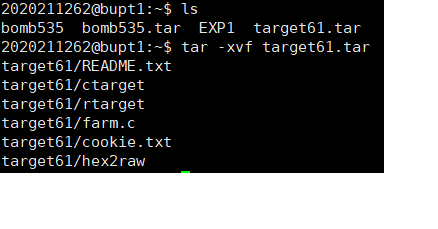 2020211262@bupt1:~$ ls
bomb535  bomb535.tar  EXP1  target61.tar
2020211262@bupt1:~$ tar -xvf target61.tar
target61/README.txt
target61/ctarget
target61/rtarget
target61/farm.c
target61/cookie.txt
target61/hex2raw